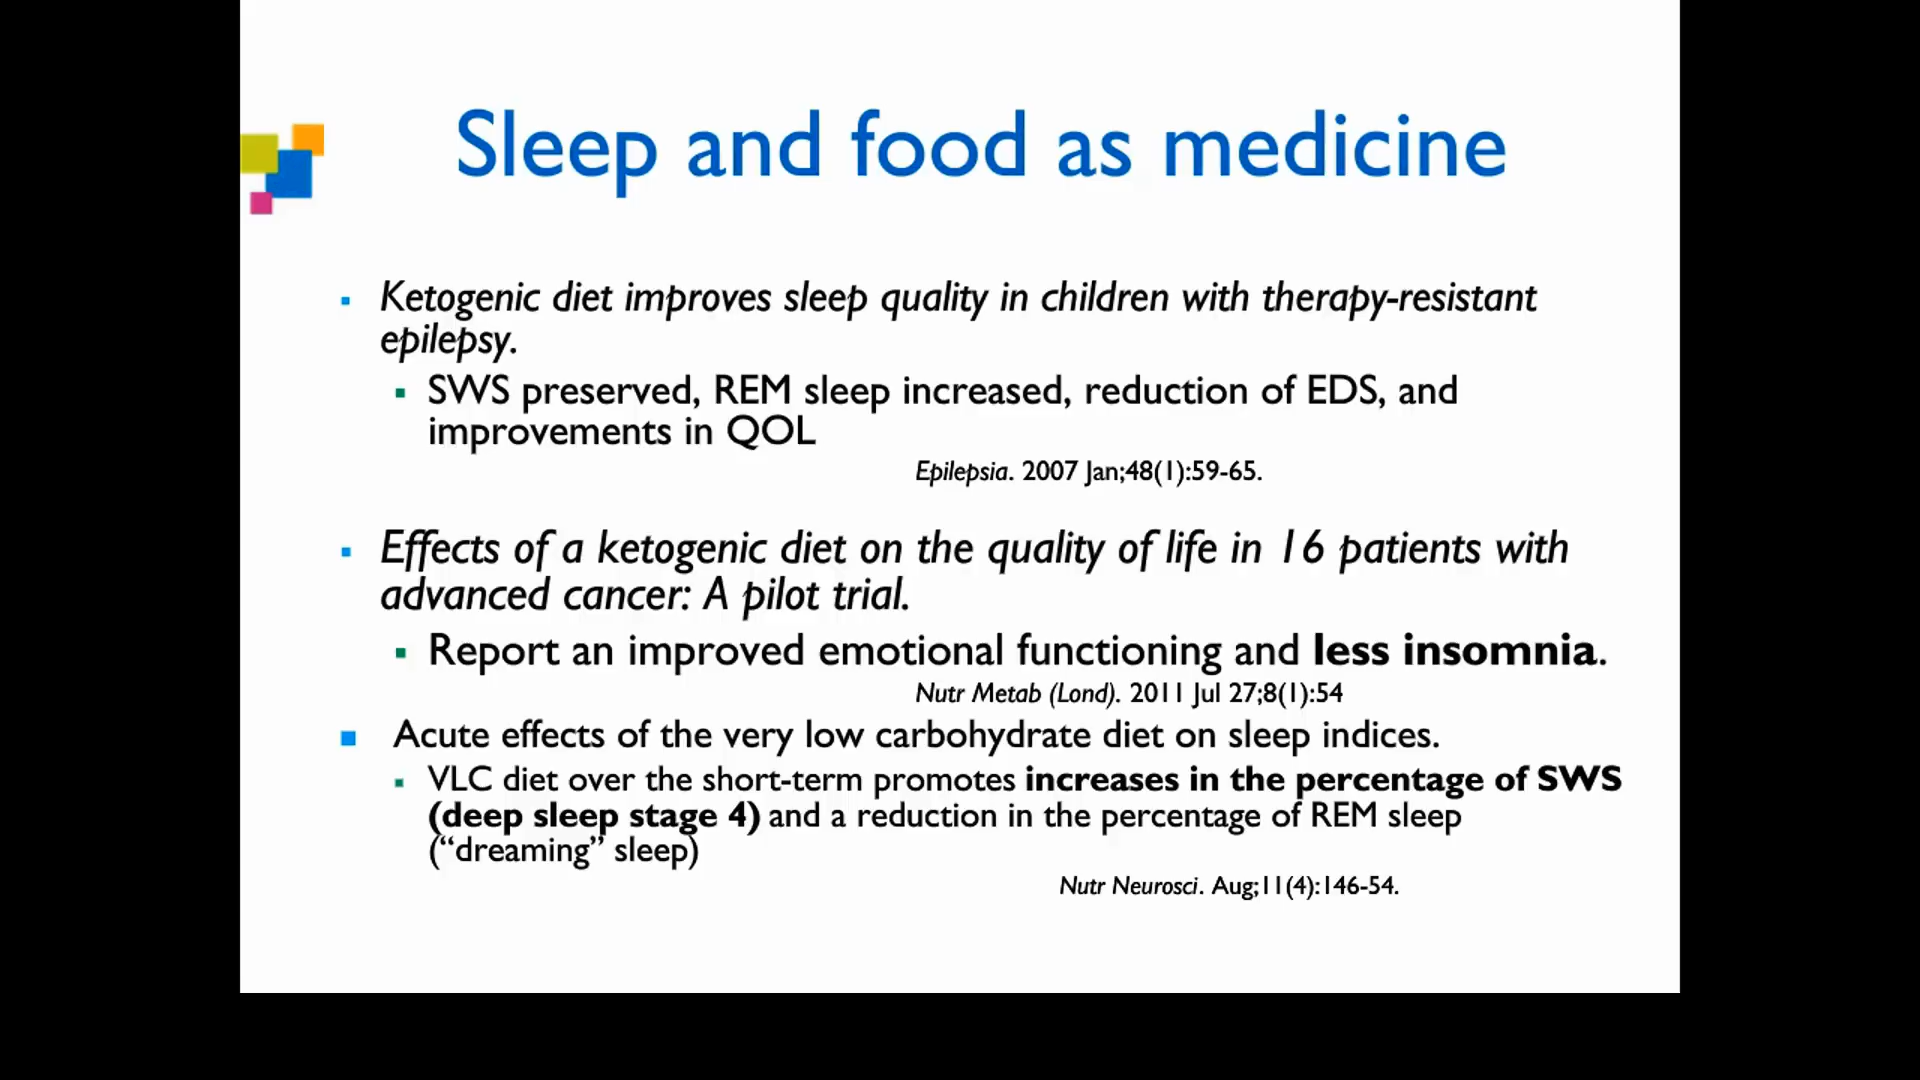 Sleep and food as medicine
Ketogenic diet improves sleep quality in children with therapy-resistant
epilepsy.
SWS preserved, REM sleep increased, reduction of EDS, and
improvements in QOL
Epilepsia. 2007 Jan;48(1):59-65.
Effects of a ketogenic diet on the quality of life in 16 patients with
advanced cancer: A pilot trial.
Report an improved emotional functioning and less insomnia.
Nutr Metab (Lond). 2011 Jul 27;8(1):54
Acute effects of the very low carbohydrate diet on sleep indices.
VLC diet over the short-term promotes increases in the percentage of SWS
(deep sleep stage 4) and a reduction in the percentage of REM sleep
(“dreaming” sleep)
Nutr Neurosci. Aug;11(4):146-54.